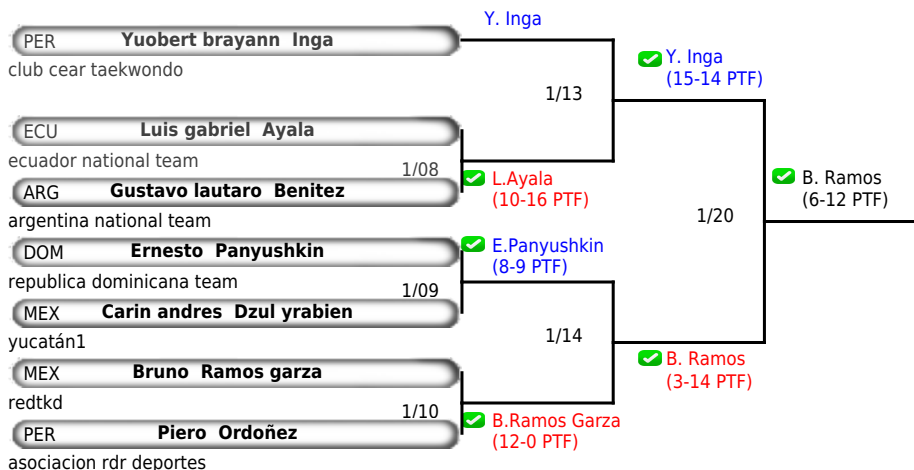 Y. Inga
PER Yuobert brayann Inga
club cear taekwondo
Y. Inga
(15-14 PTF)
1/13
ECU Luis gabriel Ayala
ecuador national team
1/08
ARG Gustavo lautaro Benitez
argentina national team
L.Ayala
(10-16 PTF)
B. Ramos
(6-12 PTF)
1/20
DOM Ernesto Panyushkin
republica dominicana team
E.Panyushkin
(8-9 PTF)
1/09
MEX Carin andres Dzul yrabien
yucatán1
1/14
MEX Bruno Ramos garza
redtkd
B. Ramos
(3-14 PTF)
1/10
PER Piero Ordoñez
asociacion rdr deportes
B.Ramos Garza
(12-0 PTF)